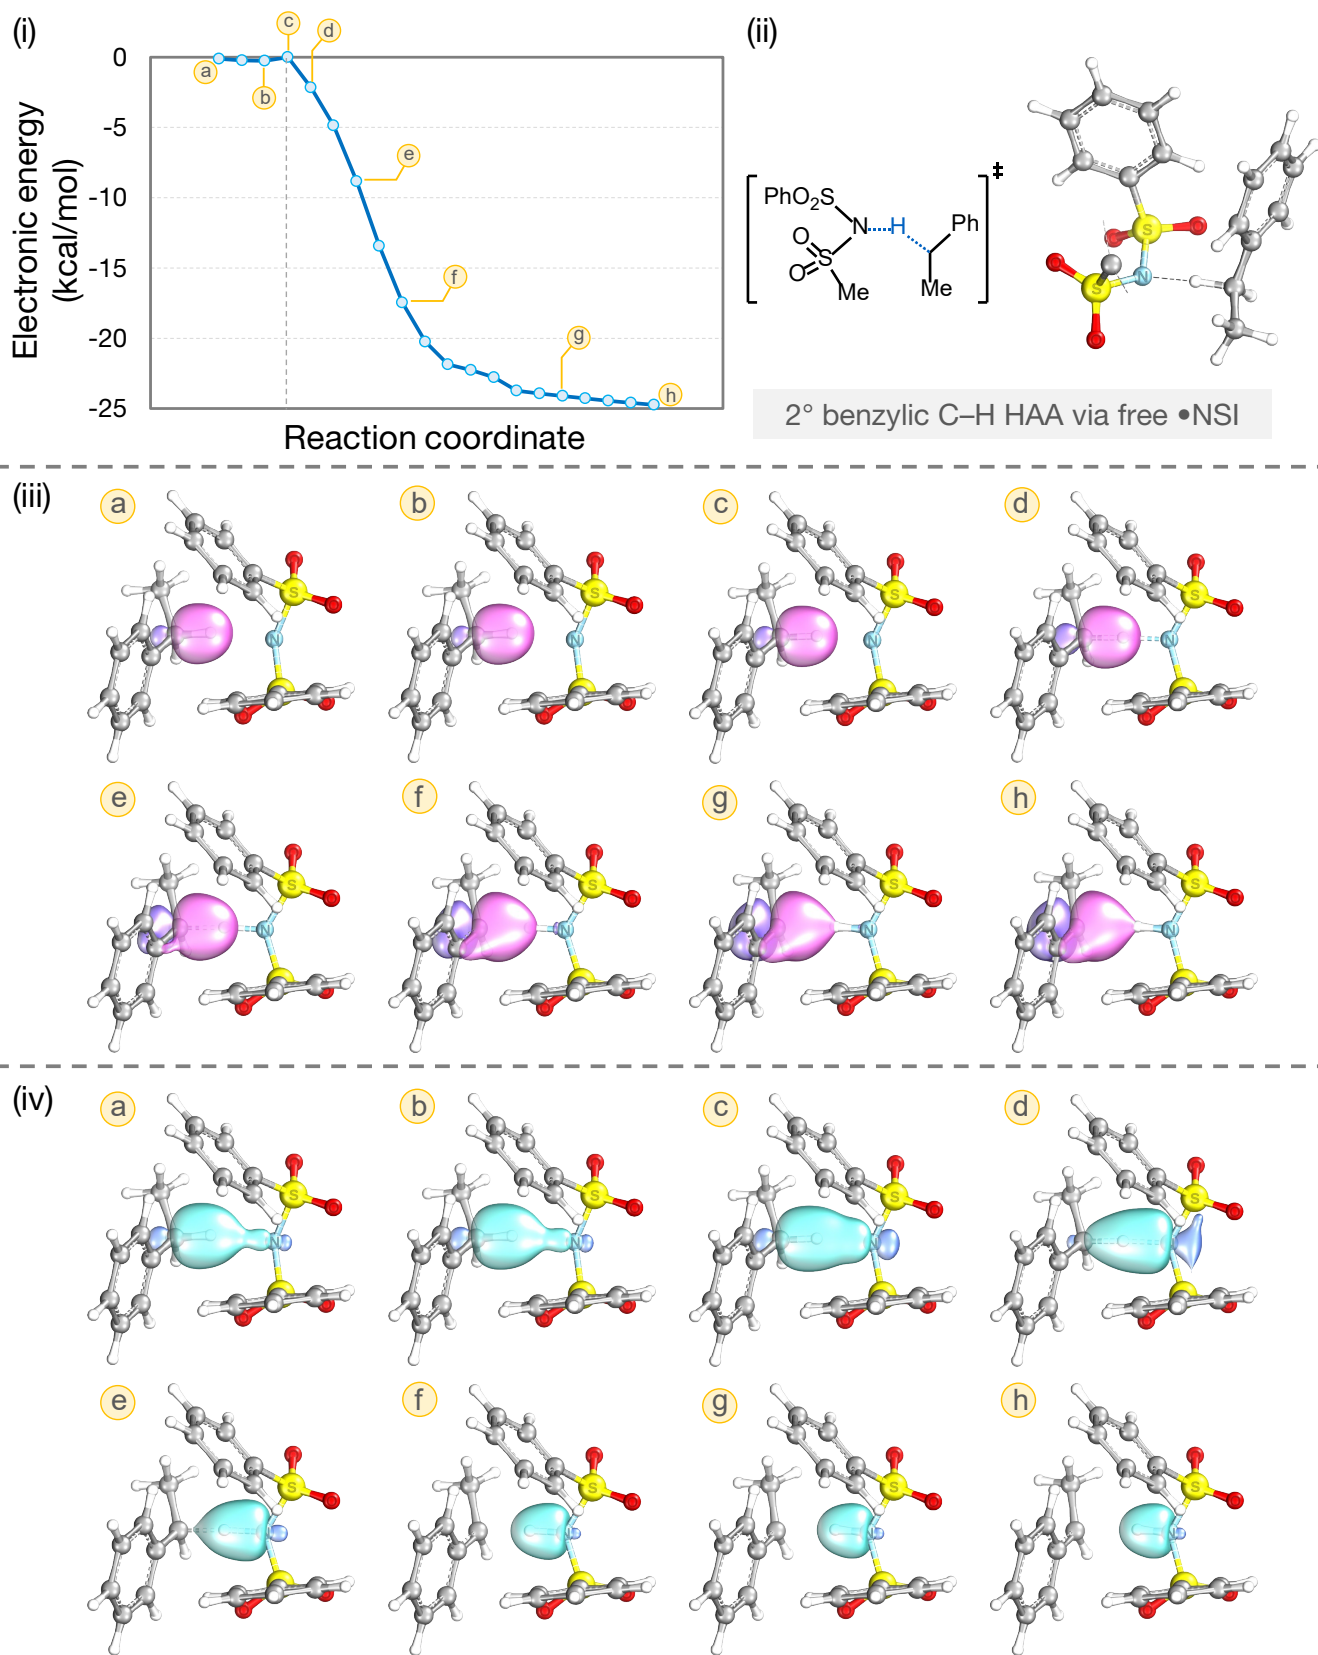 (i)
Electronic energy
(kcal/mol)
0
-5
-10
-15
-20
-25
a
b
c
d
e
f
g
h
Reaction coordinate
(ii)
PhO2S
N
H
Ph
O
S
O
Me
Me
‡
S
O
O
N
S
O
O
2° benzylic C–H HAA via free •NSI
(iii)
a
b
c
d
S
O
O
N
S
O
O
S
O
O
N
S
O
O
S
O
O
N
S
O
O
S
O
O
N
S
O
O
e
f
g
h
S
O
O
N
S
O
O
S
O
O
N
S
O
O
S
O
O
N
S
O
O
S
O
O
N
S
O
O
(iv)
a
b
c
d
S
O
O
N
S
O
O
S
O
O
N
S
O
O
S
O
O
N
S
O
O
S
O
O
S
O
O
e
f
g
h
S
O
O
N
S
O
O
S
O
O
N
S
O
O
S
O
O
N
S
O
O
S
O
O
N
S
O
O